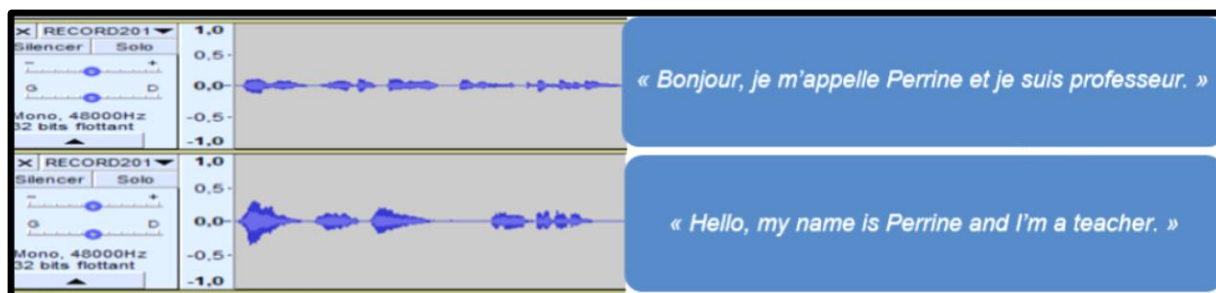 × RECORD201▼ 1,0
Silencer Solo 0,5-
- +
G D 0,0-
Mono, 48000Hz -0,5-
32 bits flottant
▲ -1,0
« Bonjour, je m'appelle Perrine et je suis professeur. »
× RECORD201▼ 1,0
Silencer Solo 0,5-
- +
G D 0,0-
Mono, 48000Hz -0,5-
32 bits flottant
▲ -1,0
« Hello, my name is Perrine and I'm a teacher. »